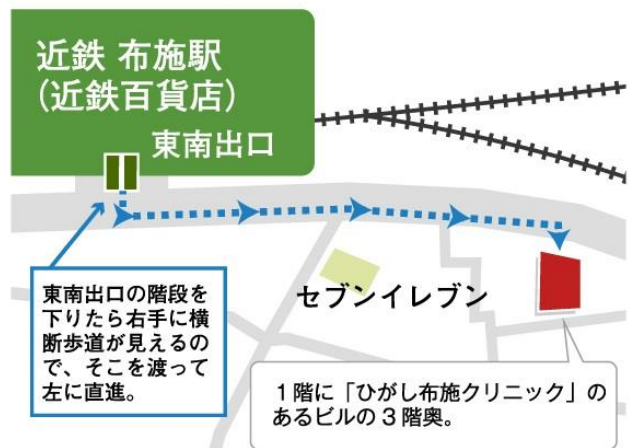 近鉄 布施駅
(近鉄百貨店)
東南出口
東南出口の階段を
下りたら右手に横
断歩道が見えるの
で、そこを渡って
左に直進。
セブンイレブン
1階に「ひがし布施クリニック」の
あるビルの3階奥。